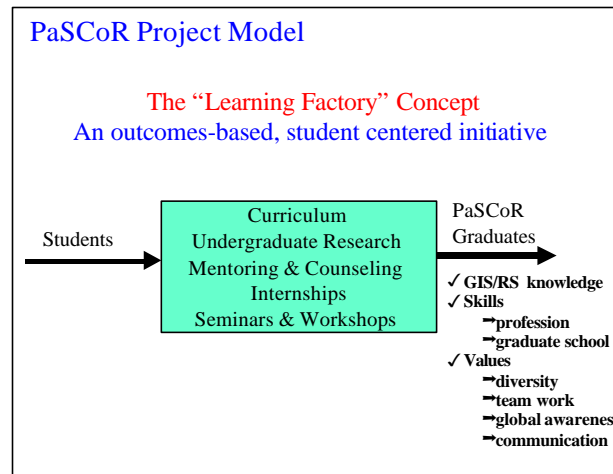 PaSCoR Project Model
The “Learning Factory” Concept
An outcomes-based, student centered initiative
Students
Curriculum
Undergraduate Research
Mentoring & Counseling
Internships
Seminars & Workshops
PaSCoR
Graduates
✓ GIS/RS knowledge
✓ Skills
➞profession
➞graduate school
✓ Values
➞diversity
➞team work
➞global awarenes
➞communication